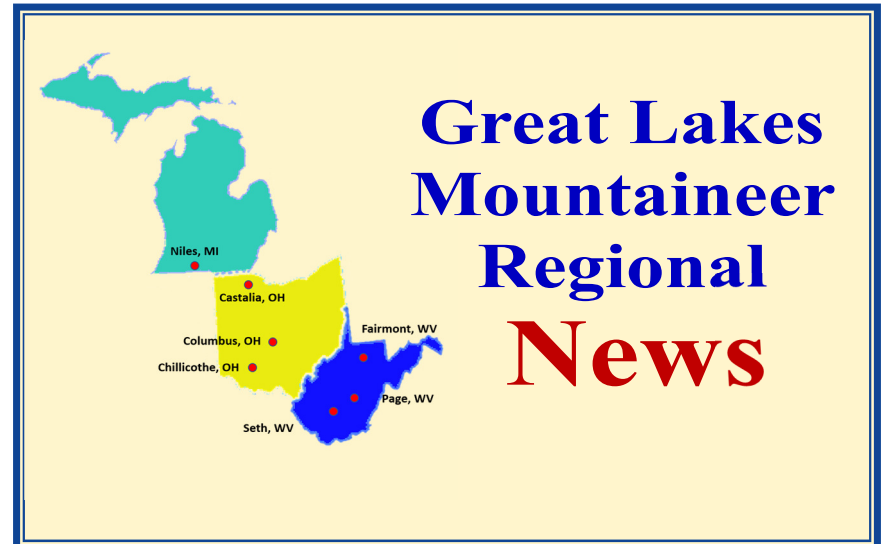 Great Lakes
Mountaineer
Regional
News
Niles, MI
Castalia, OH
Columbus, OH
Chillicothe, OH
Fairmont, WV
Page, WV
Seth, WV